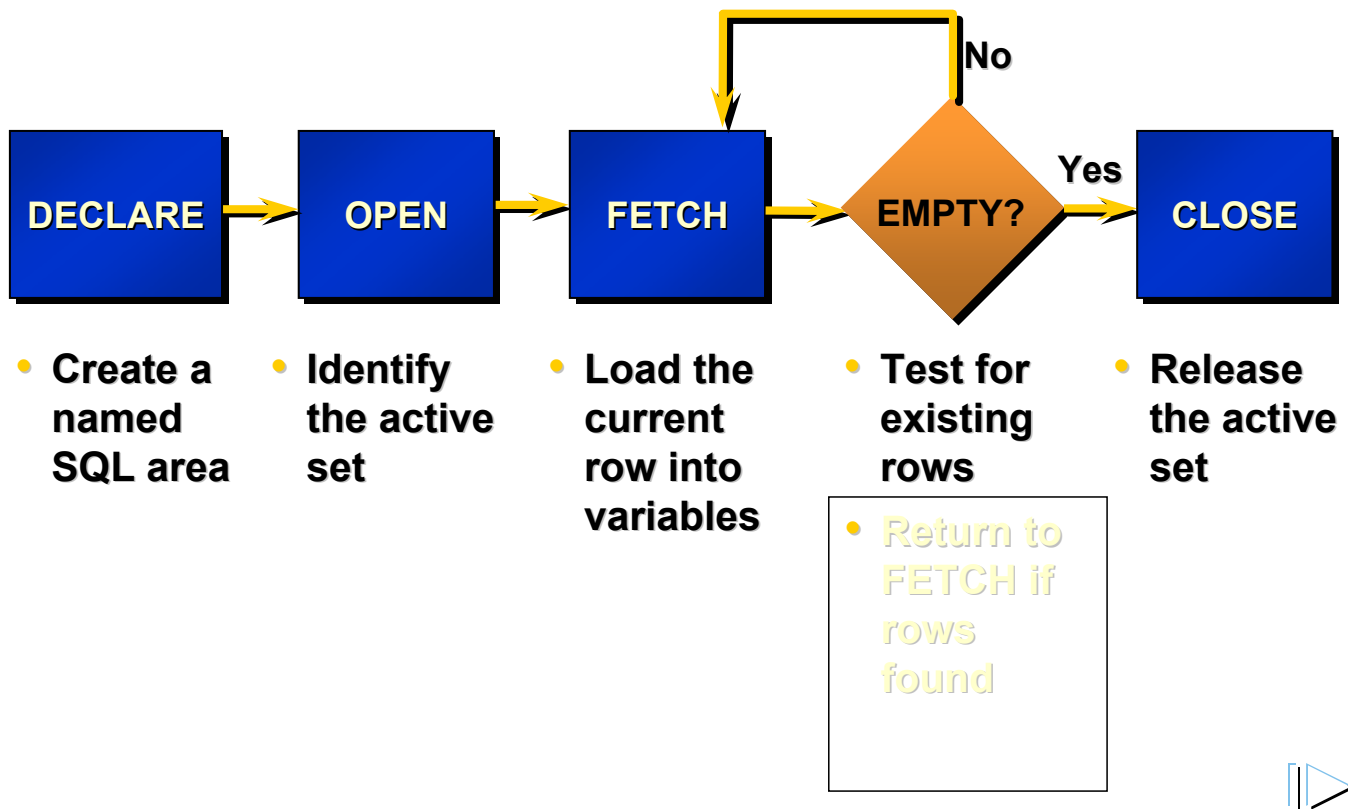 No
Yes
DECLARE
OPEN
FETCH
EMPTY?
CLOSE
• Create a
named
SQL area
• Identify
the active
set
• Load the
current
row into
variables
• Test for
existing
rows
• Return to
FETCH if
rows
found
• Release
the active
set